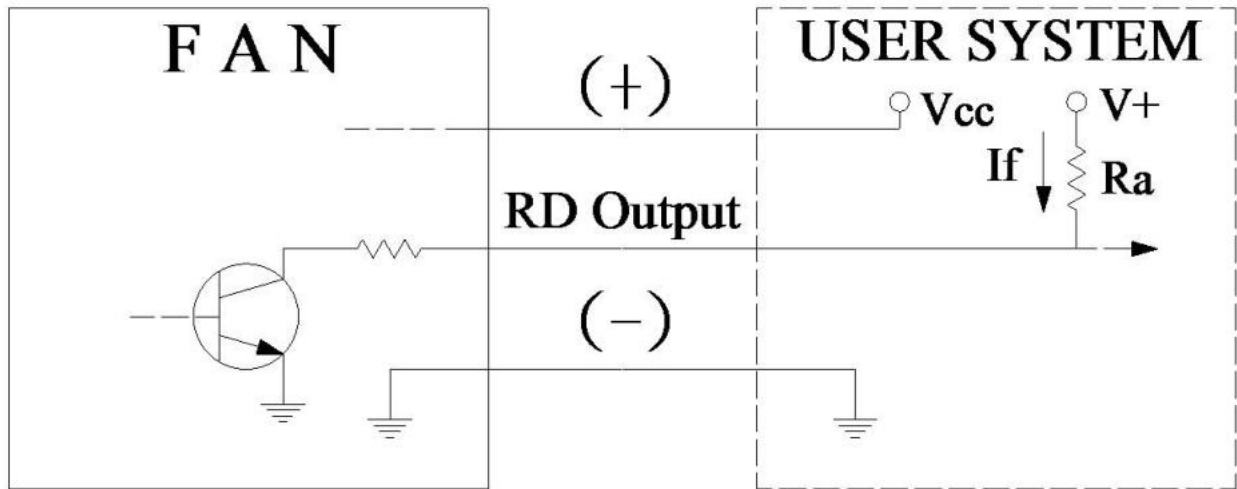 F A N
USER SYSTEM
(+)
Vcc
V+
If
Ra
RD Output
(-)